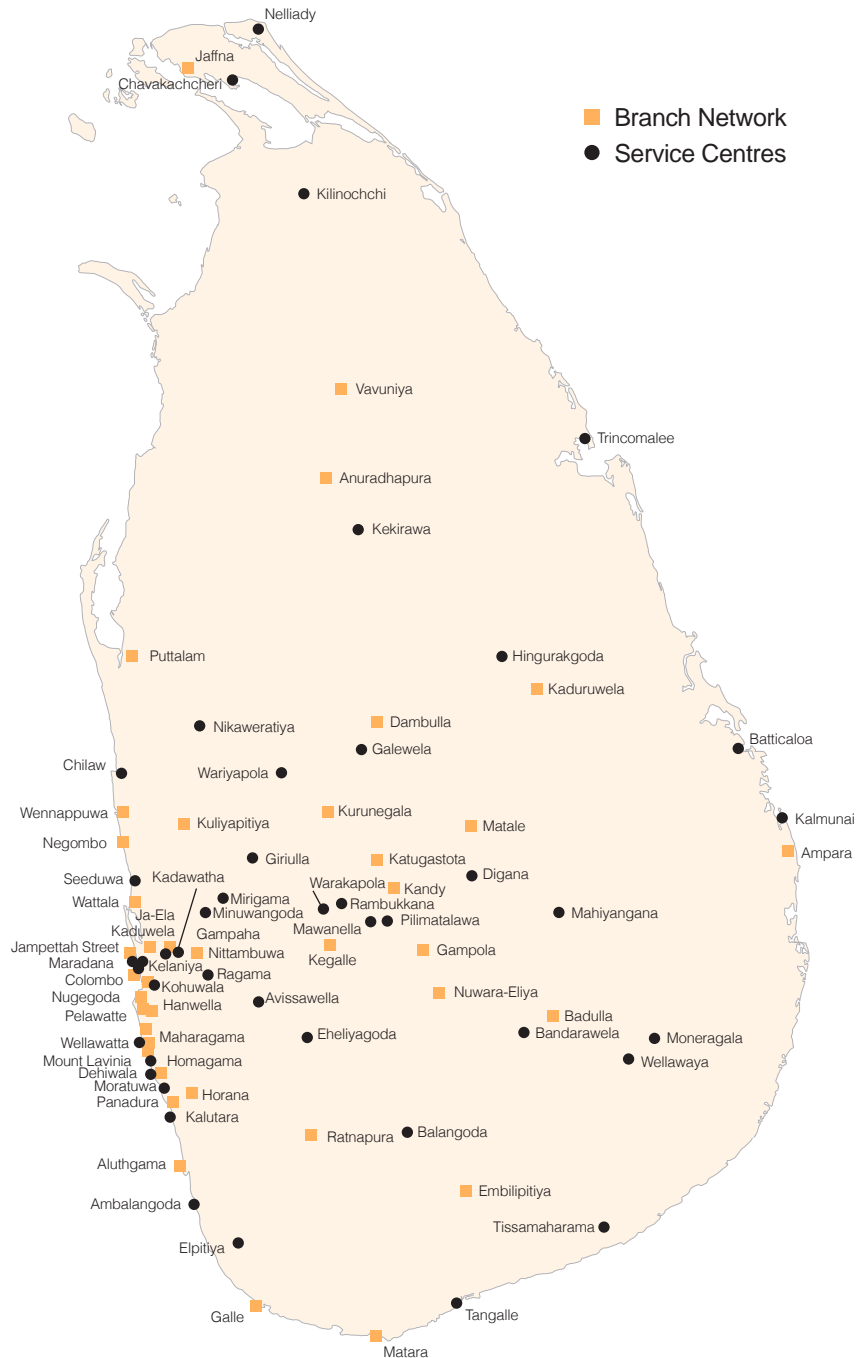 Nelliady
Jaffna
Chavakachcheri
Branch Network
Service Centres
Kilinochchi
Vavuniya
Trincomalee
Anuradhapura
Kekirawa
Puttalam
Hingurakgoda
Kaduruwela
Nikaweratiya
Dambulla
Galewela
Batticaloa
Chilaw
Wariyapola
Wennappuwa
Kuliyapitiya
Kurunegala
Matale
Kalmunai
Negombo
Giriulla
Katugastota
Ampara
Kadawatha
Seeduwa
Warakapola
Digana
Kandy
Wattala
Mirigama
Rambukkana
Ja-Ela
Minuwangoda
Mawanella
Pilimatalawa
Mahiyangana
Kaduwela
Gampaha
Jampettah Street
Nittambuwa
Kegalle
Gampola
Maradana
Kelaniya
Ragama
Colombo
Kohuwala
Nugegoda
Hanwella
Avissawella
Nuwara-Eliya
Pelawatte
Badulla
Wellawatta
Maharagama
Eheliyagoda
Bandarawela
Moneragala
Mount Lavinia
Homagama
Wellawaya
Dehiwala
Moratuwa
Horana
Panadura
Kalutara
Ratnapura
Balangoda
Aluthgama
Embilipitiya
Ambalangoda
Tissamaharama
Elpitiya
Galle
Tangalle
Matara